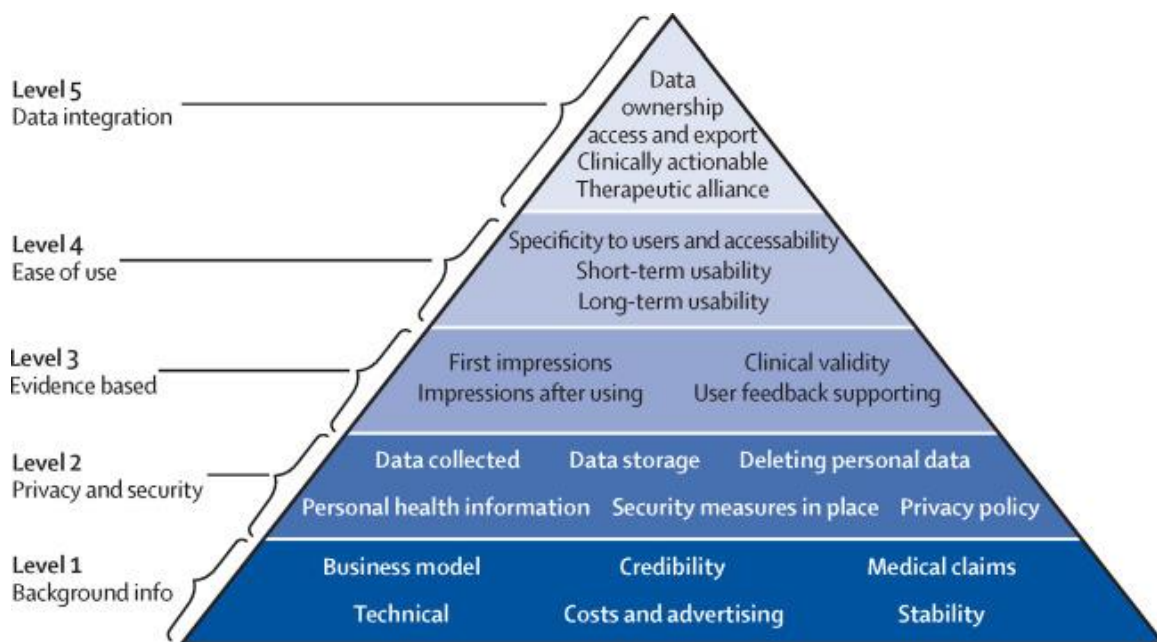 Level 5
Data integration
Data
ownership
access and export
Clinically actionable
Therapeutic alliance
Level 4
Ease of use
Specificity to users and accessability
Short-term usability
Long-term usability
Level 3
Evidence based
First impressions Clinical validity
Impressions after using User feedback supporting
Level 2
Privacy and security
Data collected Data storage Deleting personal data
Personal health information Security measures in place Privacy policy
Level 1
Background info
Business model Credibility Medical claims
Technical Costs and advertising Stability